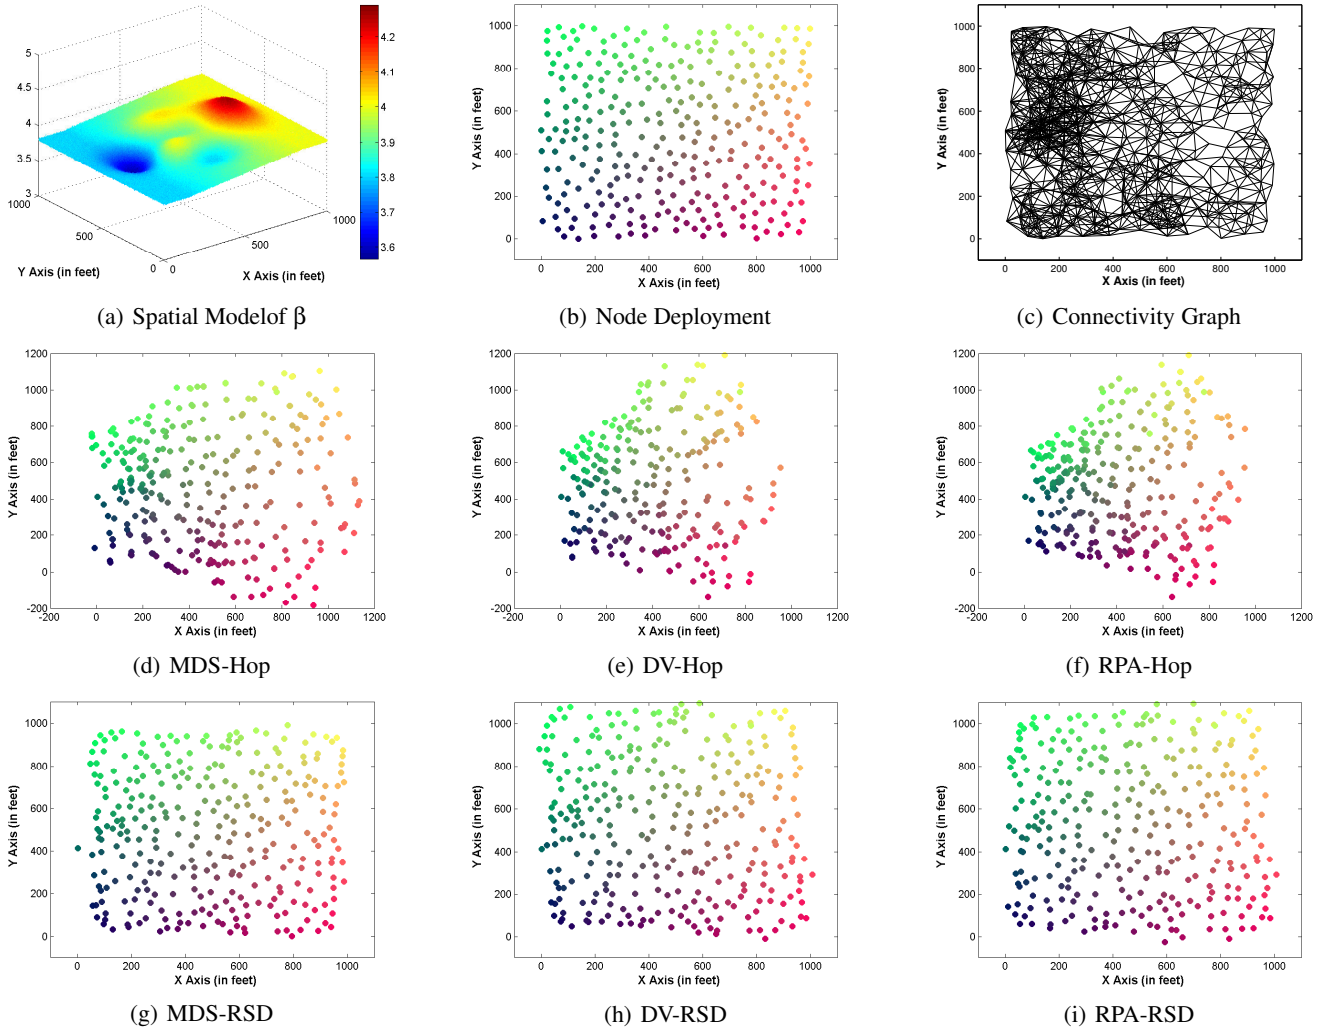 5
4.5
4
3.5
3
1000
500
0
0
500
1000
Y Axis (in feet)
X Axis (in feet)
4.2
4.1
4
3.9
3.8
3.7
3.6
(a) Spatial Modelof β
1000
800
600
400
200
0
0 200 400 600 800 1000
Y Axis (in feet)
X Axis (in feet)
(b) Node Deployment
1000
800
600
400
200
0
0 200 400 600 800 1000
Y Axis (in feet)
X Axis (in feet)
(c) Connectivity Graph
1200
1000
800
600
400
200
0
-200
-200 0 200 400 600 800 1000 1200
Y Axis (in feet)
X Axis (in feet)
(d) MDS-Hop
1200
1000
800
600
400
200
0
-200
-200 0 200 400 600 800 1000 1200
Y Axis (in feet)
X Axis (in feet)
(e) DV-Hop
1200
1000
800
600
400
200
0
-200
-200 0 200 400 600 800 1000 1200
Y Axis (in feet)
X Axis (in feet)
(f) RPA-Hop
1000
800
600
400
200
0
0 200 400 600 800 1000
Y Axis (in feet)
X Axis (in feet)
(g) MDS-RSD
1000
800
600
400
200
0
0 200 400 600 800 1000
Y Axis (in feet)
X Axis (in feet)
(h) DV-RSD
1000
800
600
400
200
0
0 200 400 600 800 1000
Y Axis (in feet)
X Axis (in feet)
(i) RPA-RSD